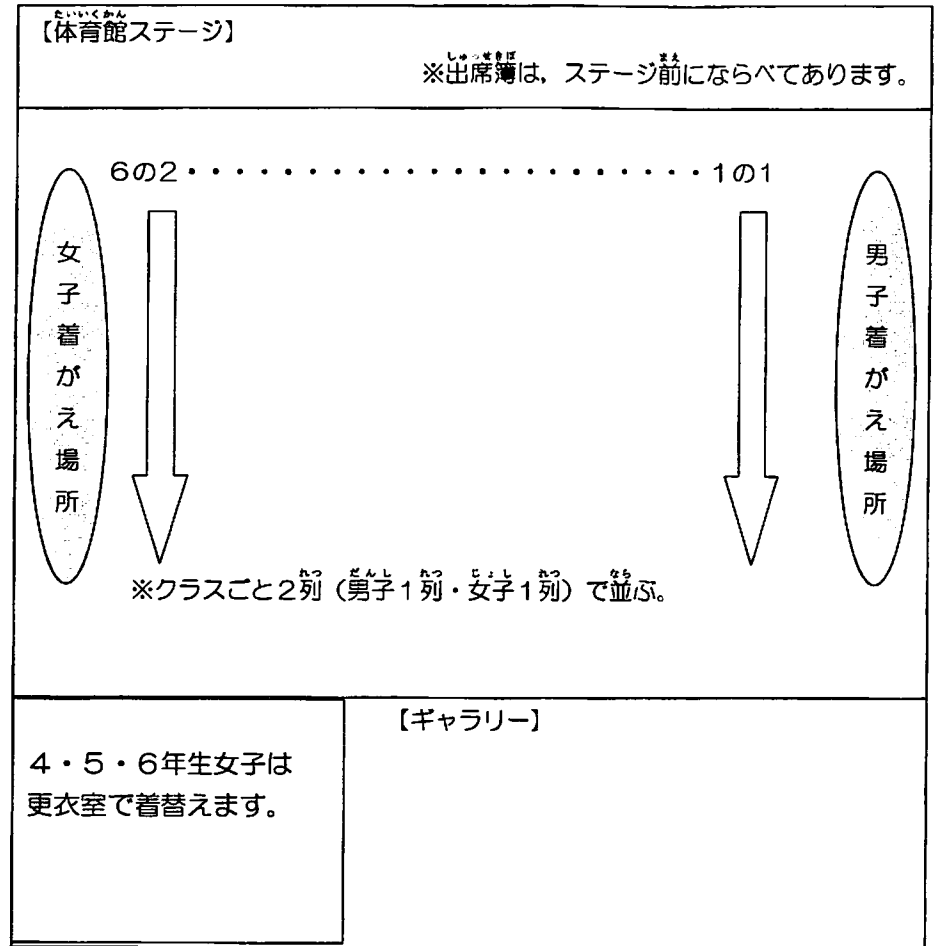 【体育館ステージ】
※出席簿は，ステージ前にならべてあります。
6の2・・・・・・・・・・・・・・・・・・・・・・1の1
女子着がえ場所
男子着がえ場所
※クラスごと2列（男子1列・女子1列）で並ぶ。
【ギャラリー】
4・5・6年生女子は
更衣室で着替えます。